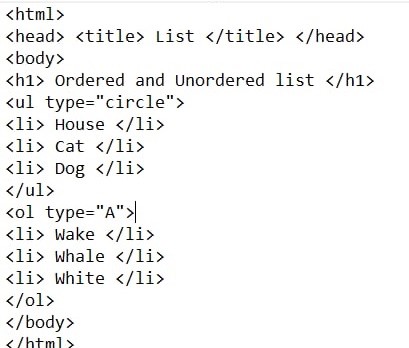 <html>
<head> <title> List </title> </head>
<body>
<h1> Ordered and Unordered list </h1>
<ul type="circle">
<li> House </li>
<li> Cat </li>
<li> Dog </li>
</ul>
<ol type="A">
<li> Wake </li>
<li> Whale </li>
<li> White </li>
</ol>
</body>
</html>